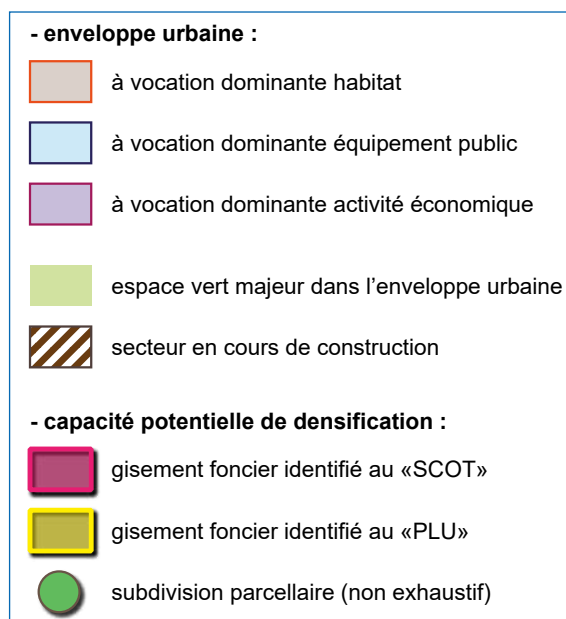 - enveloppe urbaine :
à vocation dominante habitat
à vocation dominante équipement public
à vocation dominante activité économique
espace vert majeur dans l’enveloppe urbaine
secteur en cours de construction
- capacité potentielle de densification :
gisement foncier identifié au «SCOT»
gisement foncier identifié au «PLU»
subdivision parcellaire (non exhaustif)